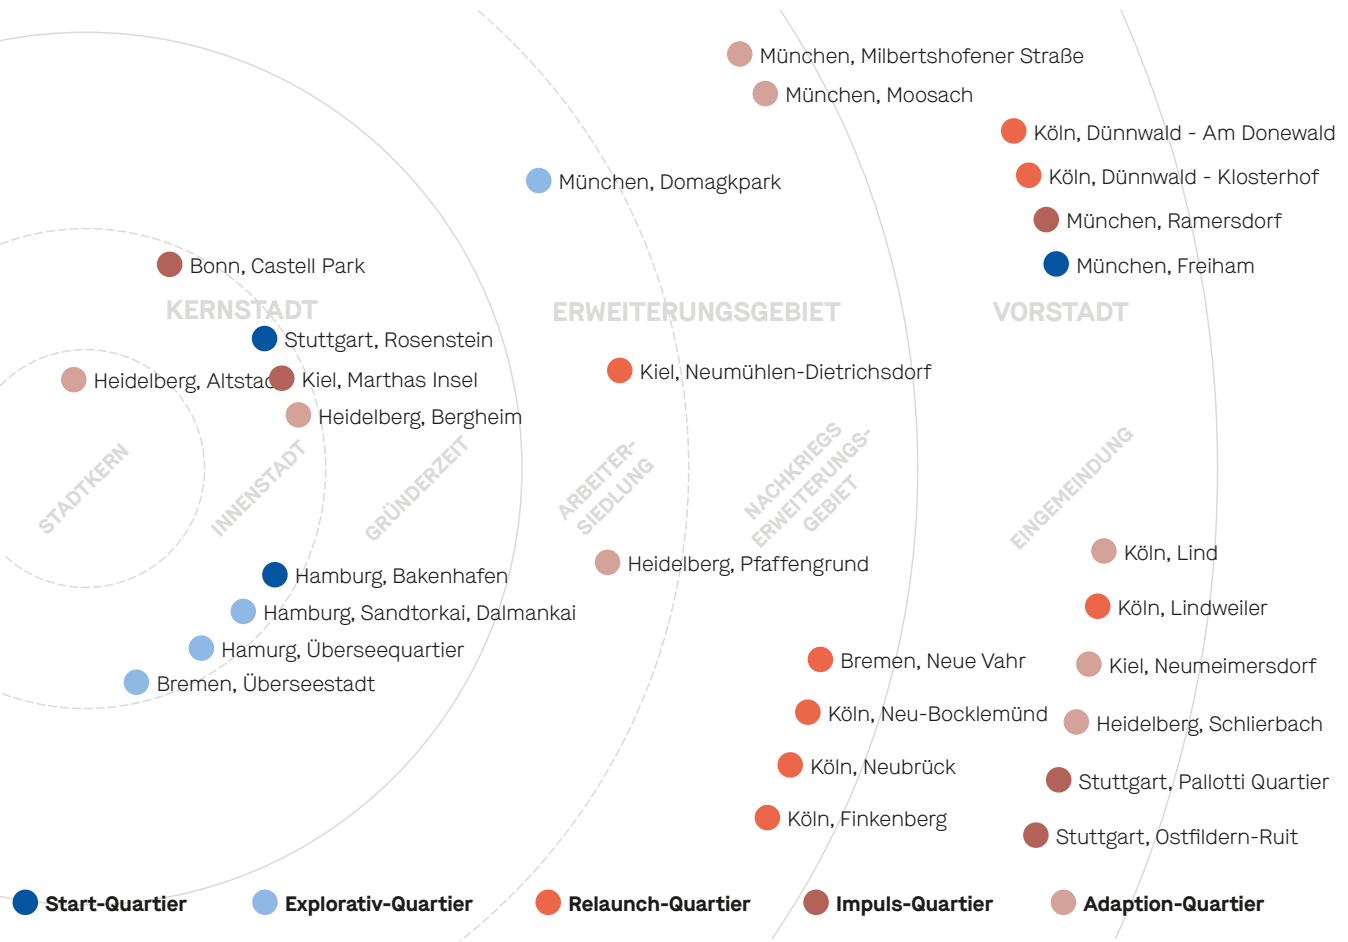 München, Milbertshofener Straße
München, Moosach
Köln, Dünnwald - Am Donewald
Köln, Dünnwald - Klosterhof
München, Domagkpark
München, Ramersdorf
Bonn, Castell Park
München, Freiham
KERNSTADT
ERWEITERUNGSGEBIET
VORSTADT
Stuttgart, Rosenstein
Kiel, Neumühlen-Dietrichsdorf
Heidelberg, Altstad
Kiel, Marthas Insel
Heidelberg, Bergheim
STADTKERN
INNENSTADT
GRÜNDERZEIT
ARBEITER-
SIEDLUNG
NACHKRIEGS
ERWEITERUNGS-
GEBIET
EINGEMEINDUNG
Köln, Lind
Heidelberg, Pfaffengrund
Hamburg, Bakenhafen
Köln, Lindweiler
Hamburg, Sandtorkai, Dalmankai
Hamurg, Überseequartier
Bremen, Neue Vahr
Kiel, Neumeimersdorf
Bremen, Überseestadt
Köln, Neu-Bocklemünd
Heidelberg, Schlierbach
Köln, Neubrück
Stuttgart, Pallotti Quartier
Köln, Finkenberg
Stuttgart, Ostfildern-Ruit
Start-Quartier
Explorativ-Quartier
Relaunch-Quartier
Impuls-Quartier
Adaption-Quartier